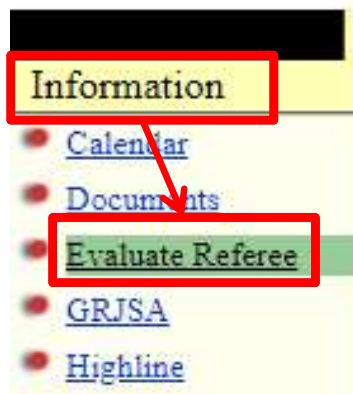 Information
Calendar
Documents
Evaluate Referee
GRJSA
Highline